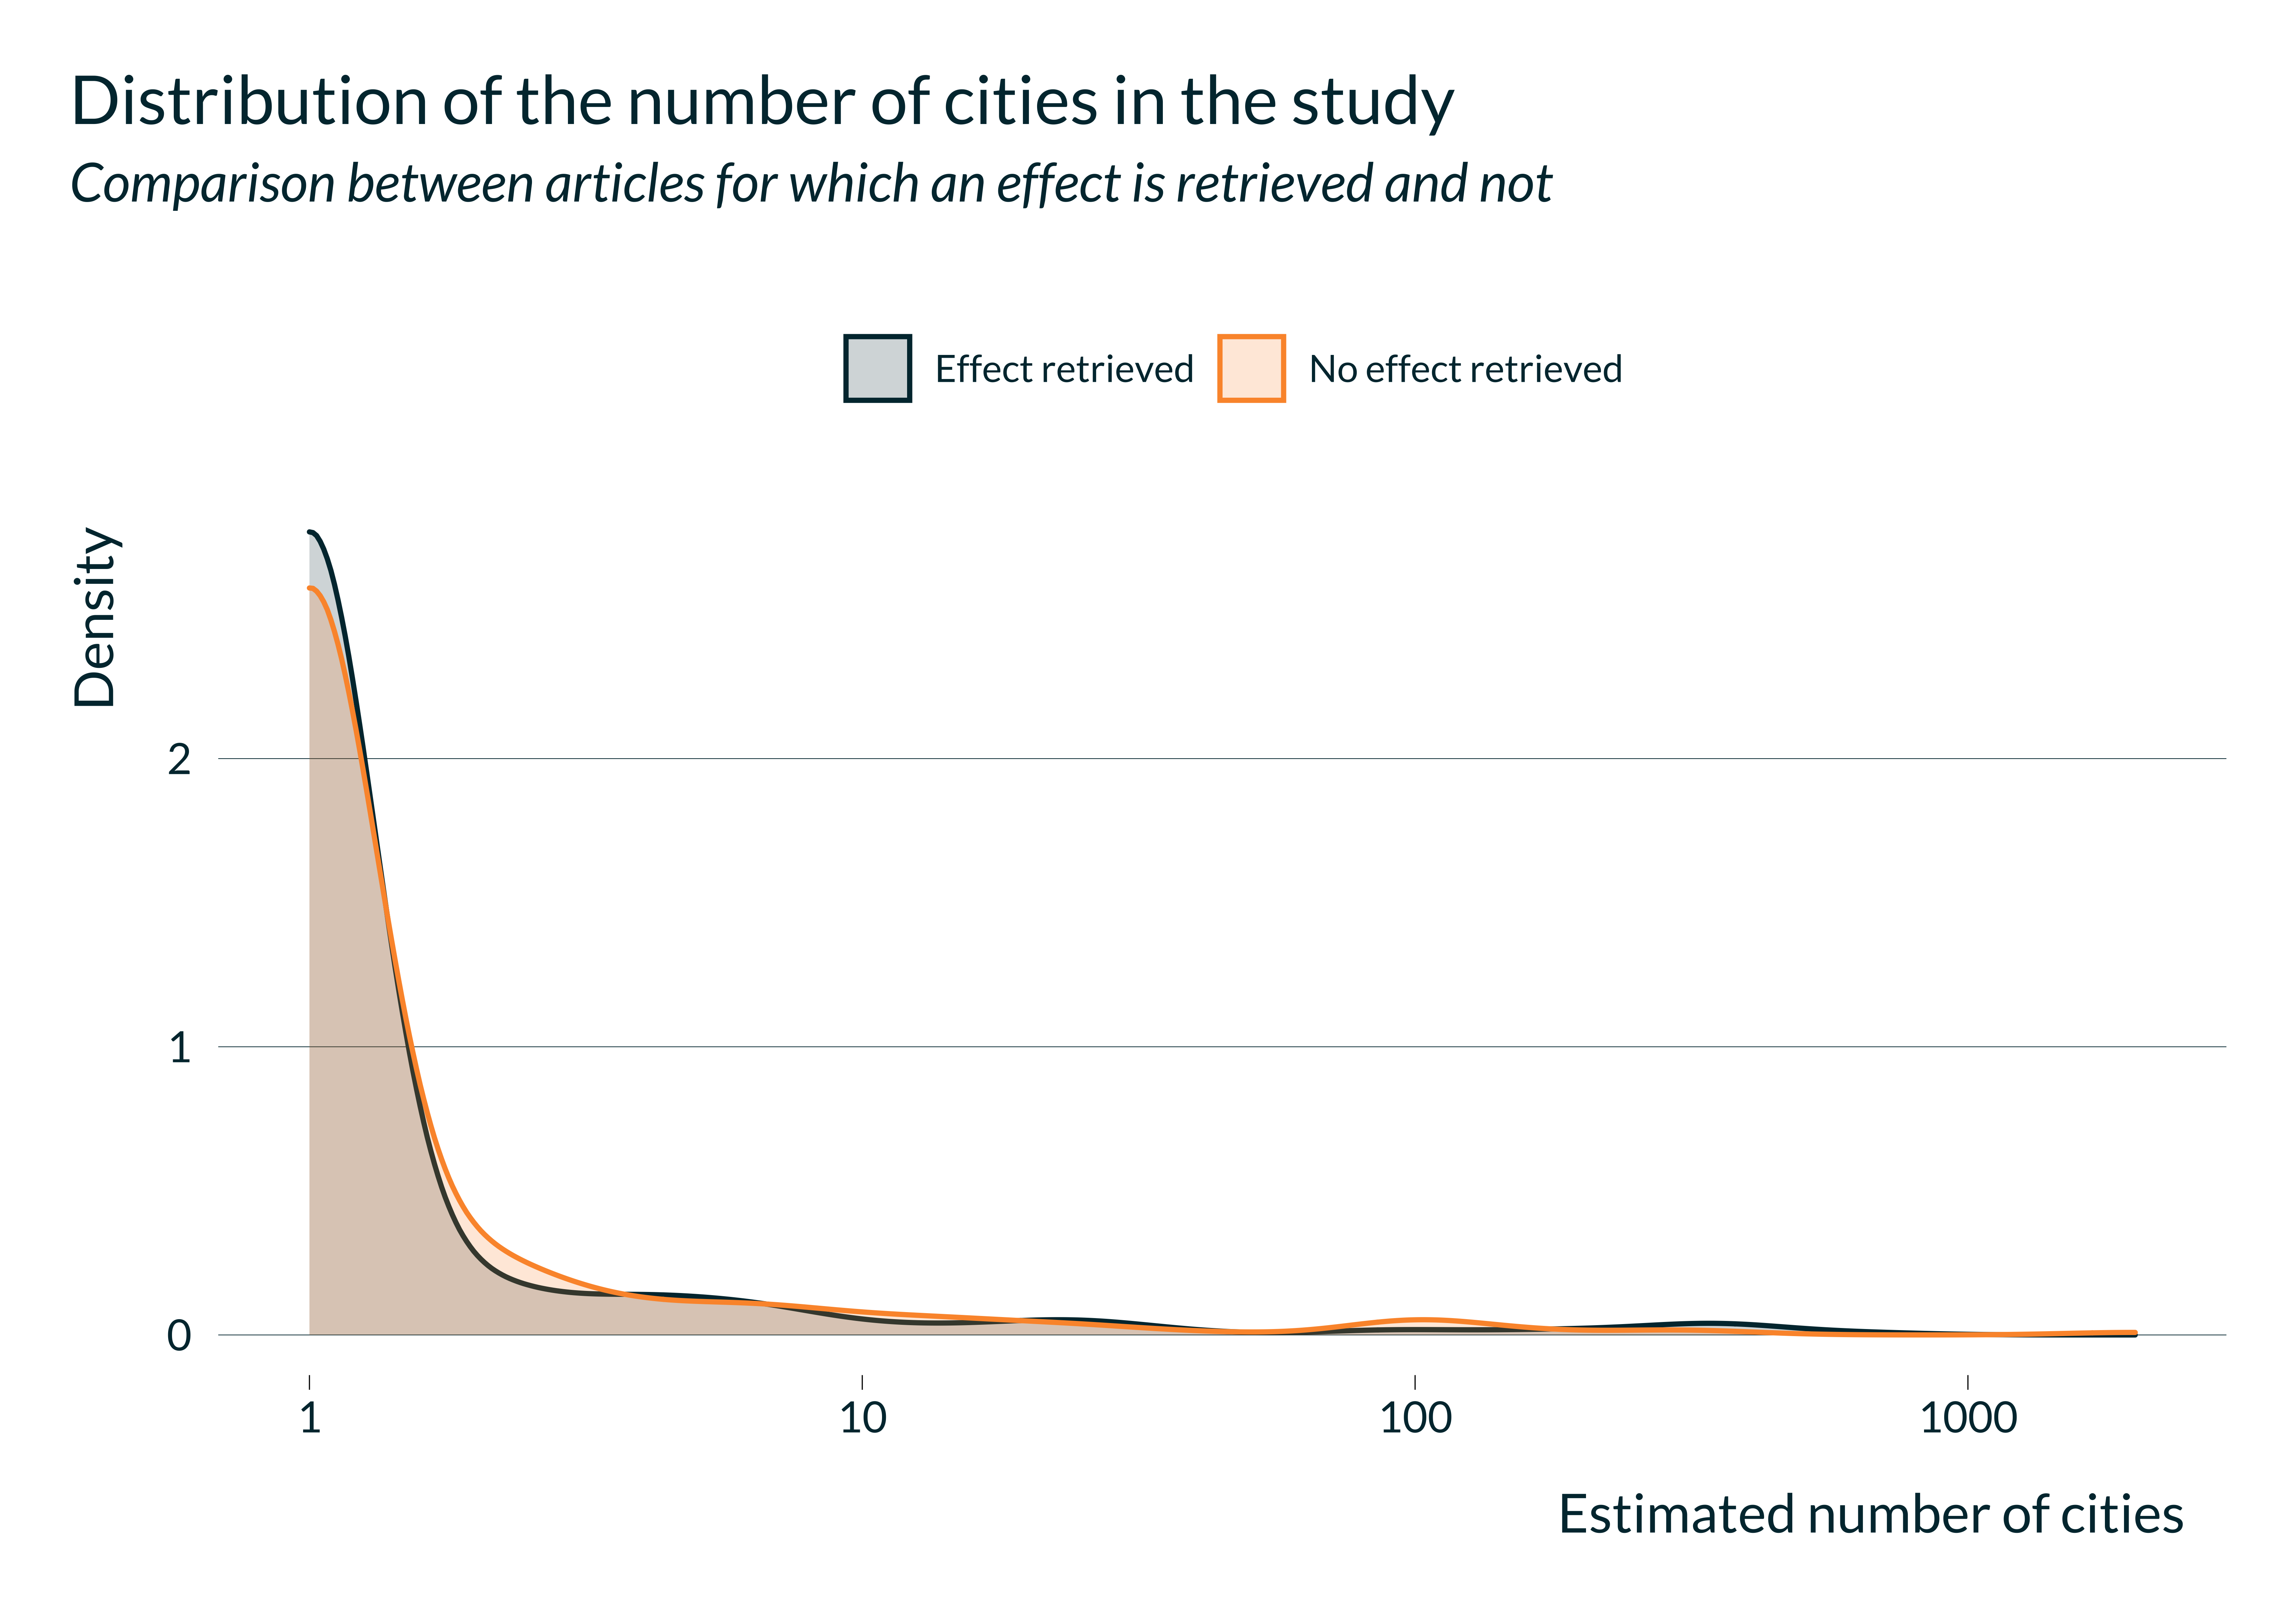 Distribution of the number of cities in the study
Comparison between articles for which an effect is retrieved and not
Effect retrieved No effect retrieved
Density
2
1
0
1 10 100 1000
Estimated number of cities